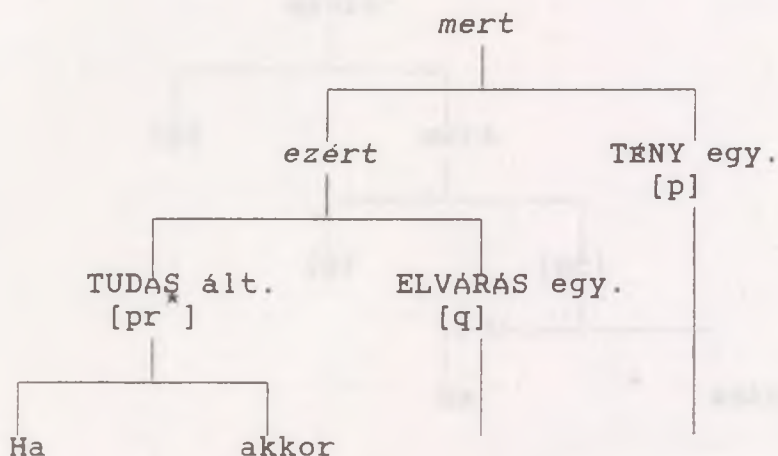 mert
ezért TÉNY egy.
[p]
TUDÁS ált. ELVÁRÁS egy.
[pr*] [q]
Ha akkor